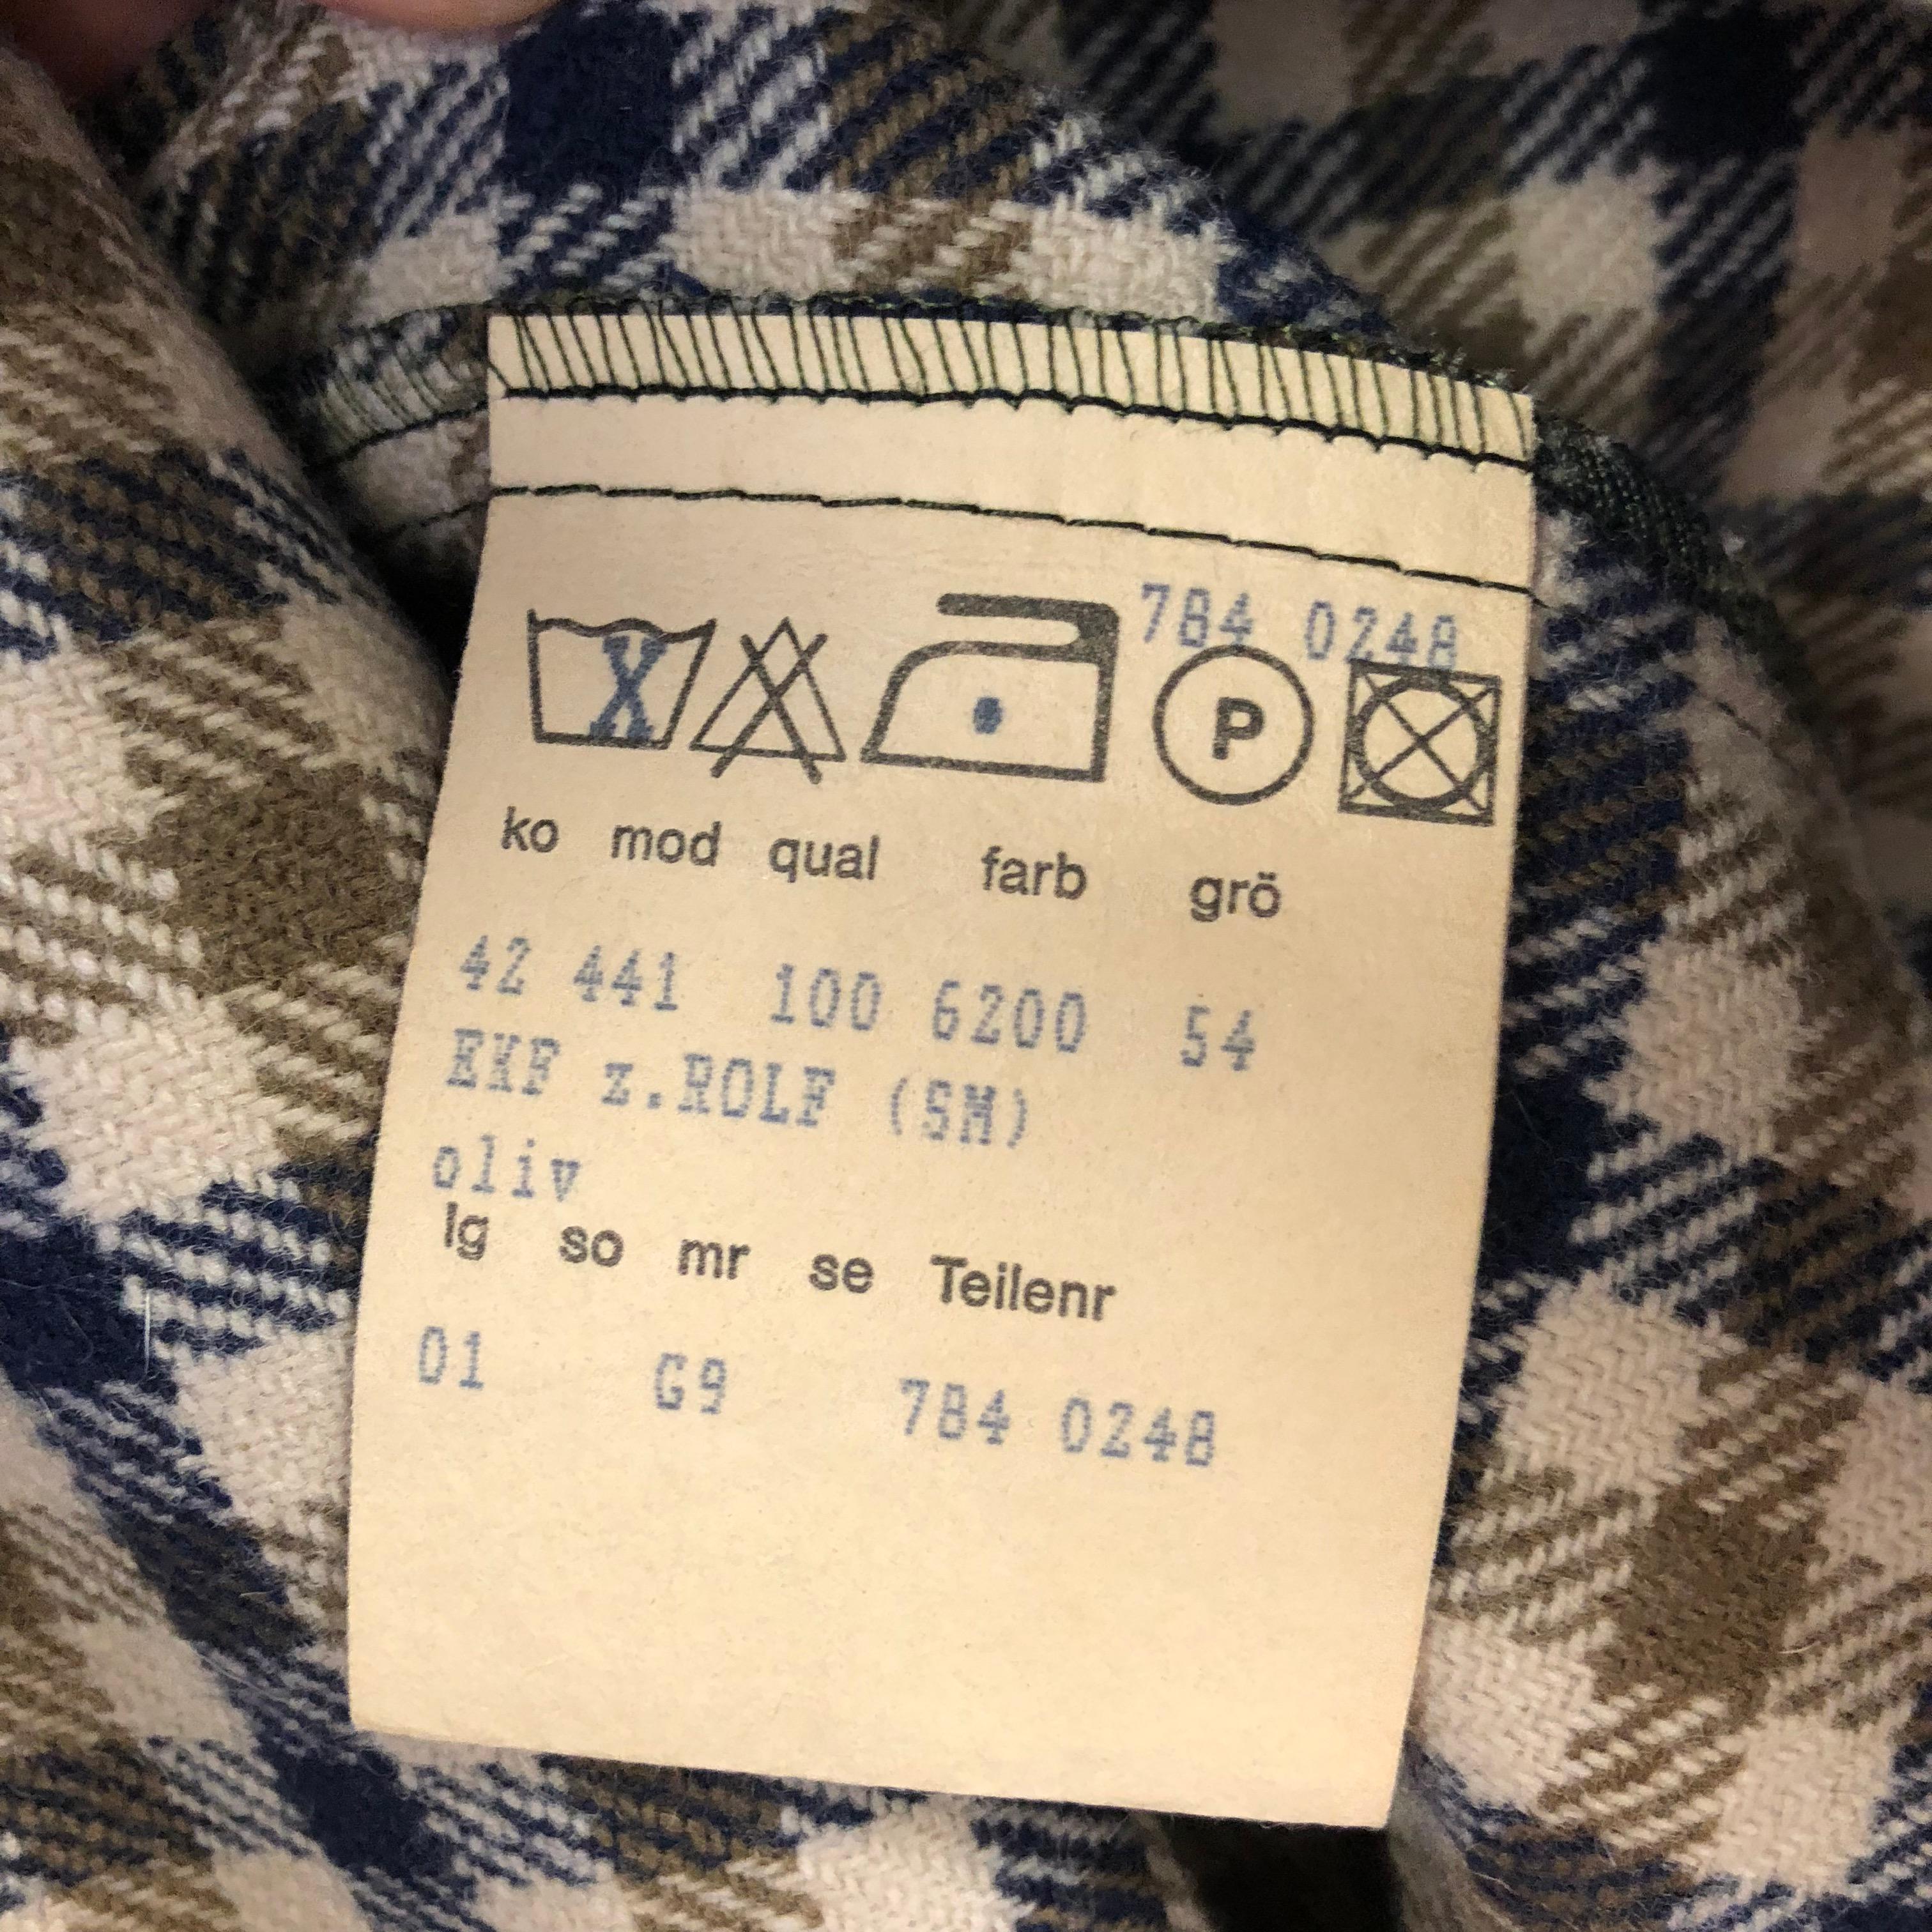 784 0248
X P
ko mod qual farb grö
42 441 100 6200 54
EKF z.ROLF (SM)
oliv
lg so mr se Teilenr
01 G9 784 0248